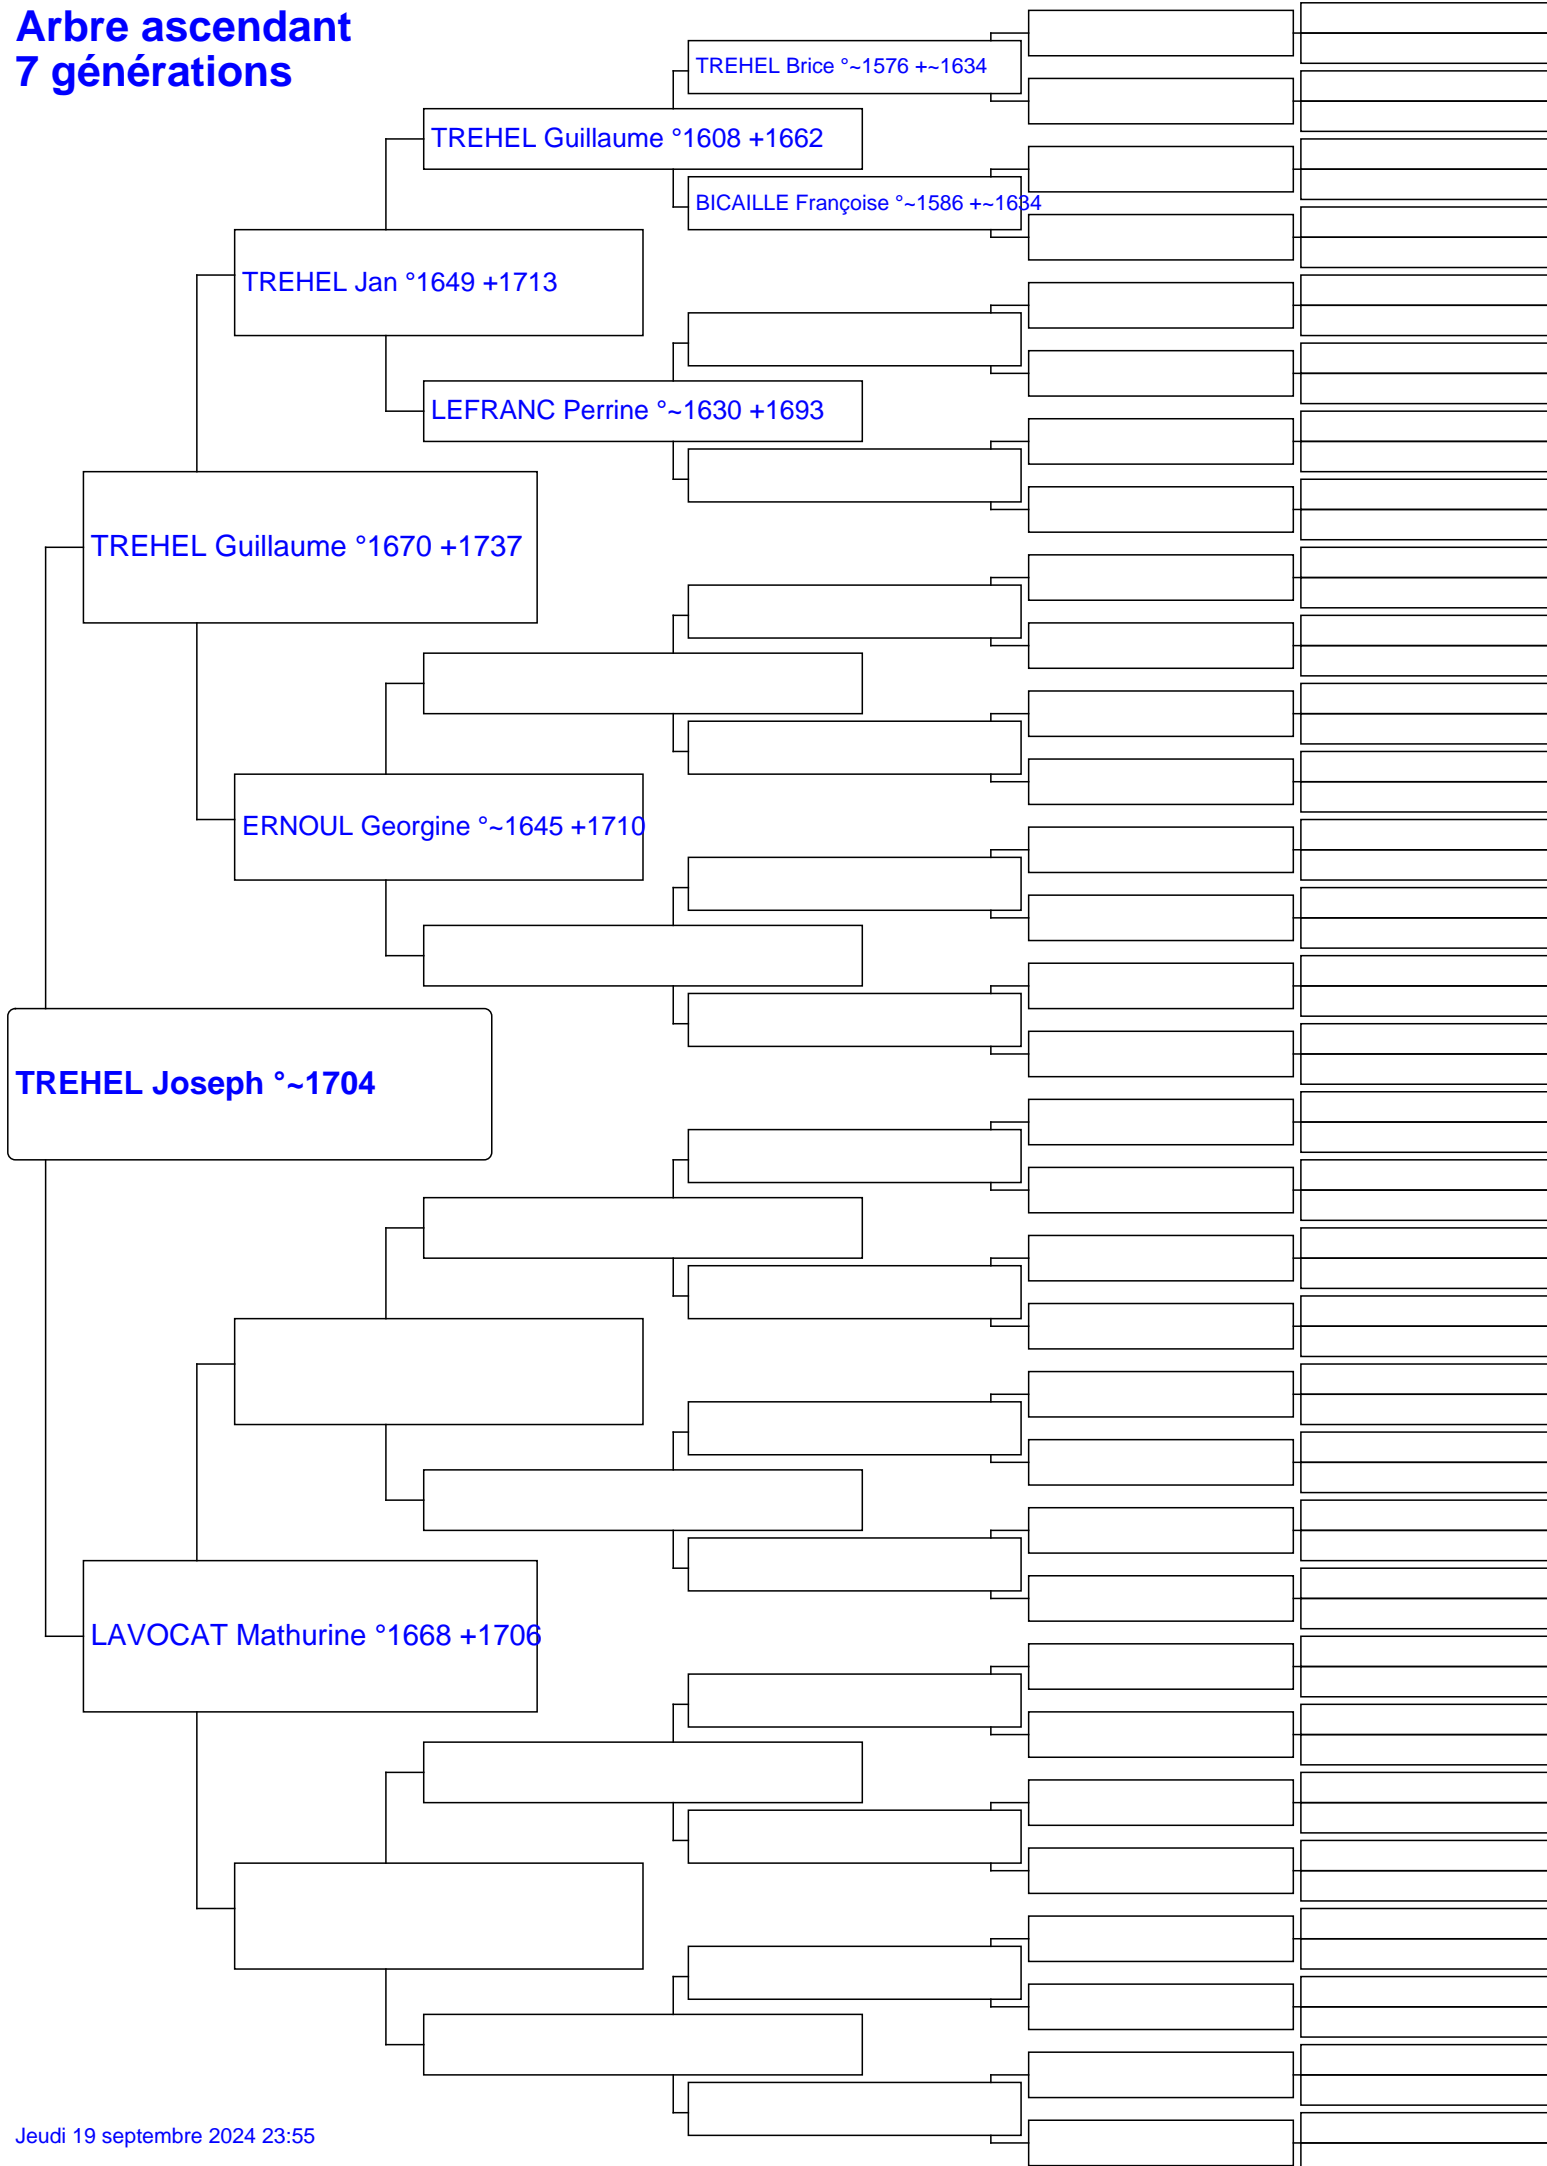 Arbre ascendant
7 générations
TREHEL Brice °~1576 +~1634
TREHEL Guillaume °1608 +1662
BICAILLE Françoise °~1586 +~1634
TREHEL Jan °1649 +1713
LEFRANC Perrine °~1630 +1693
TREHEL Guillaume °1670 +1737
ERNOUL Georgine °~1645 +1710
TREHEL Joseph °~1704
LAVOCAT Mathurine °1668 +1706
Jeudi 19 septembre 2024 23:55